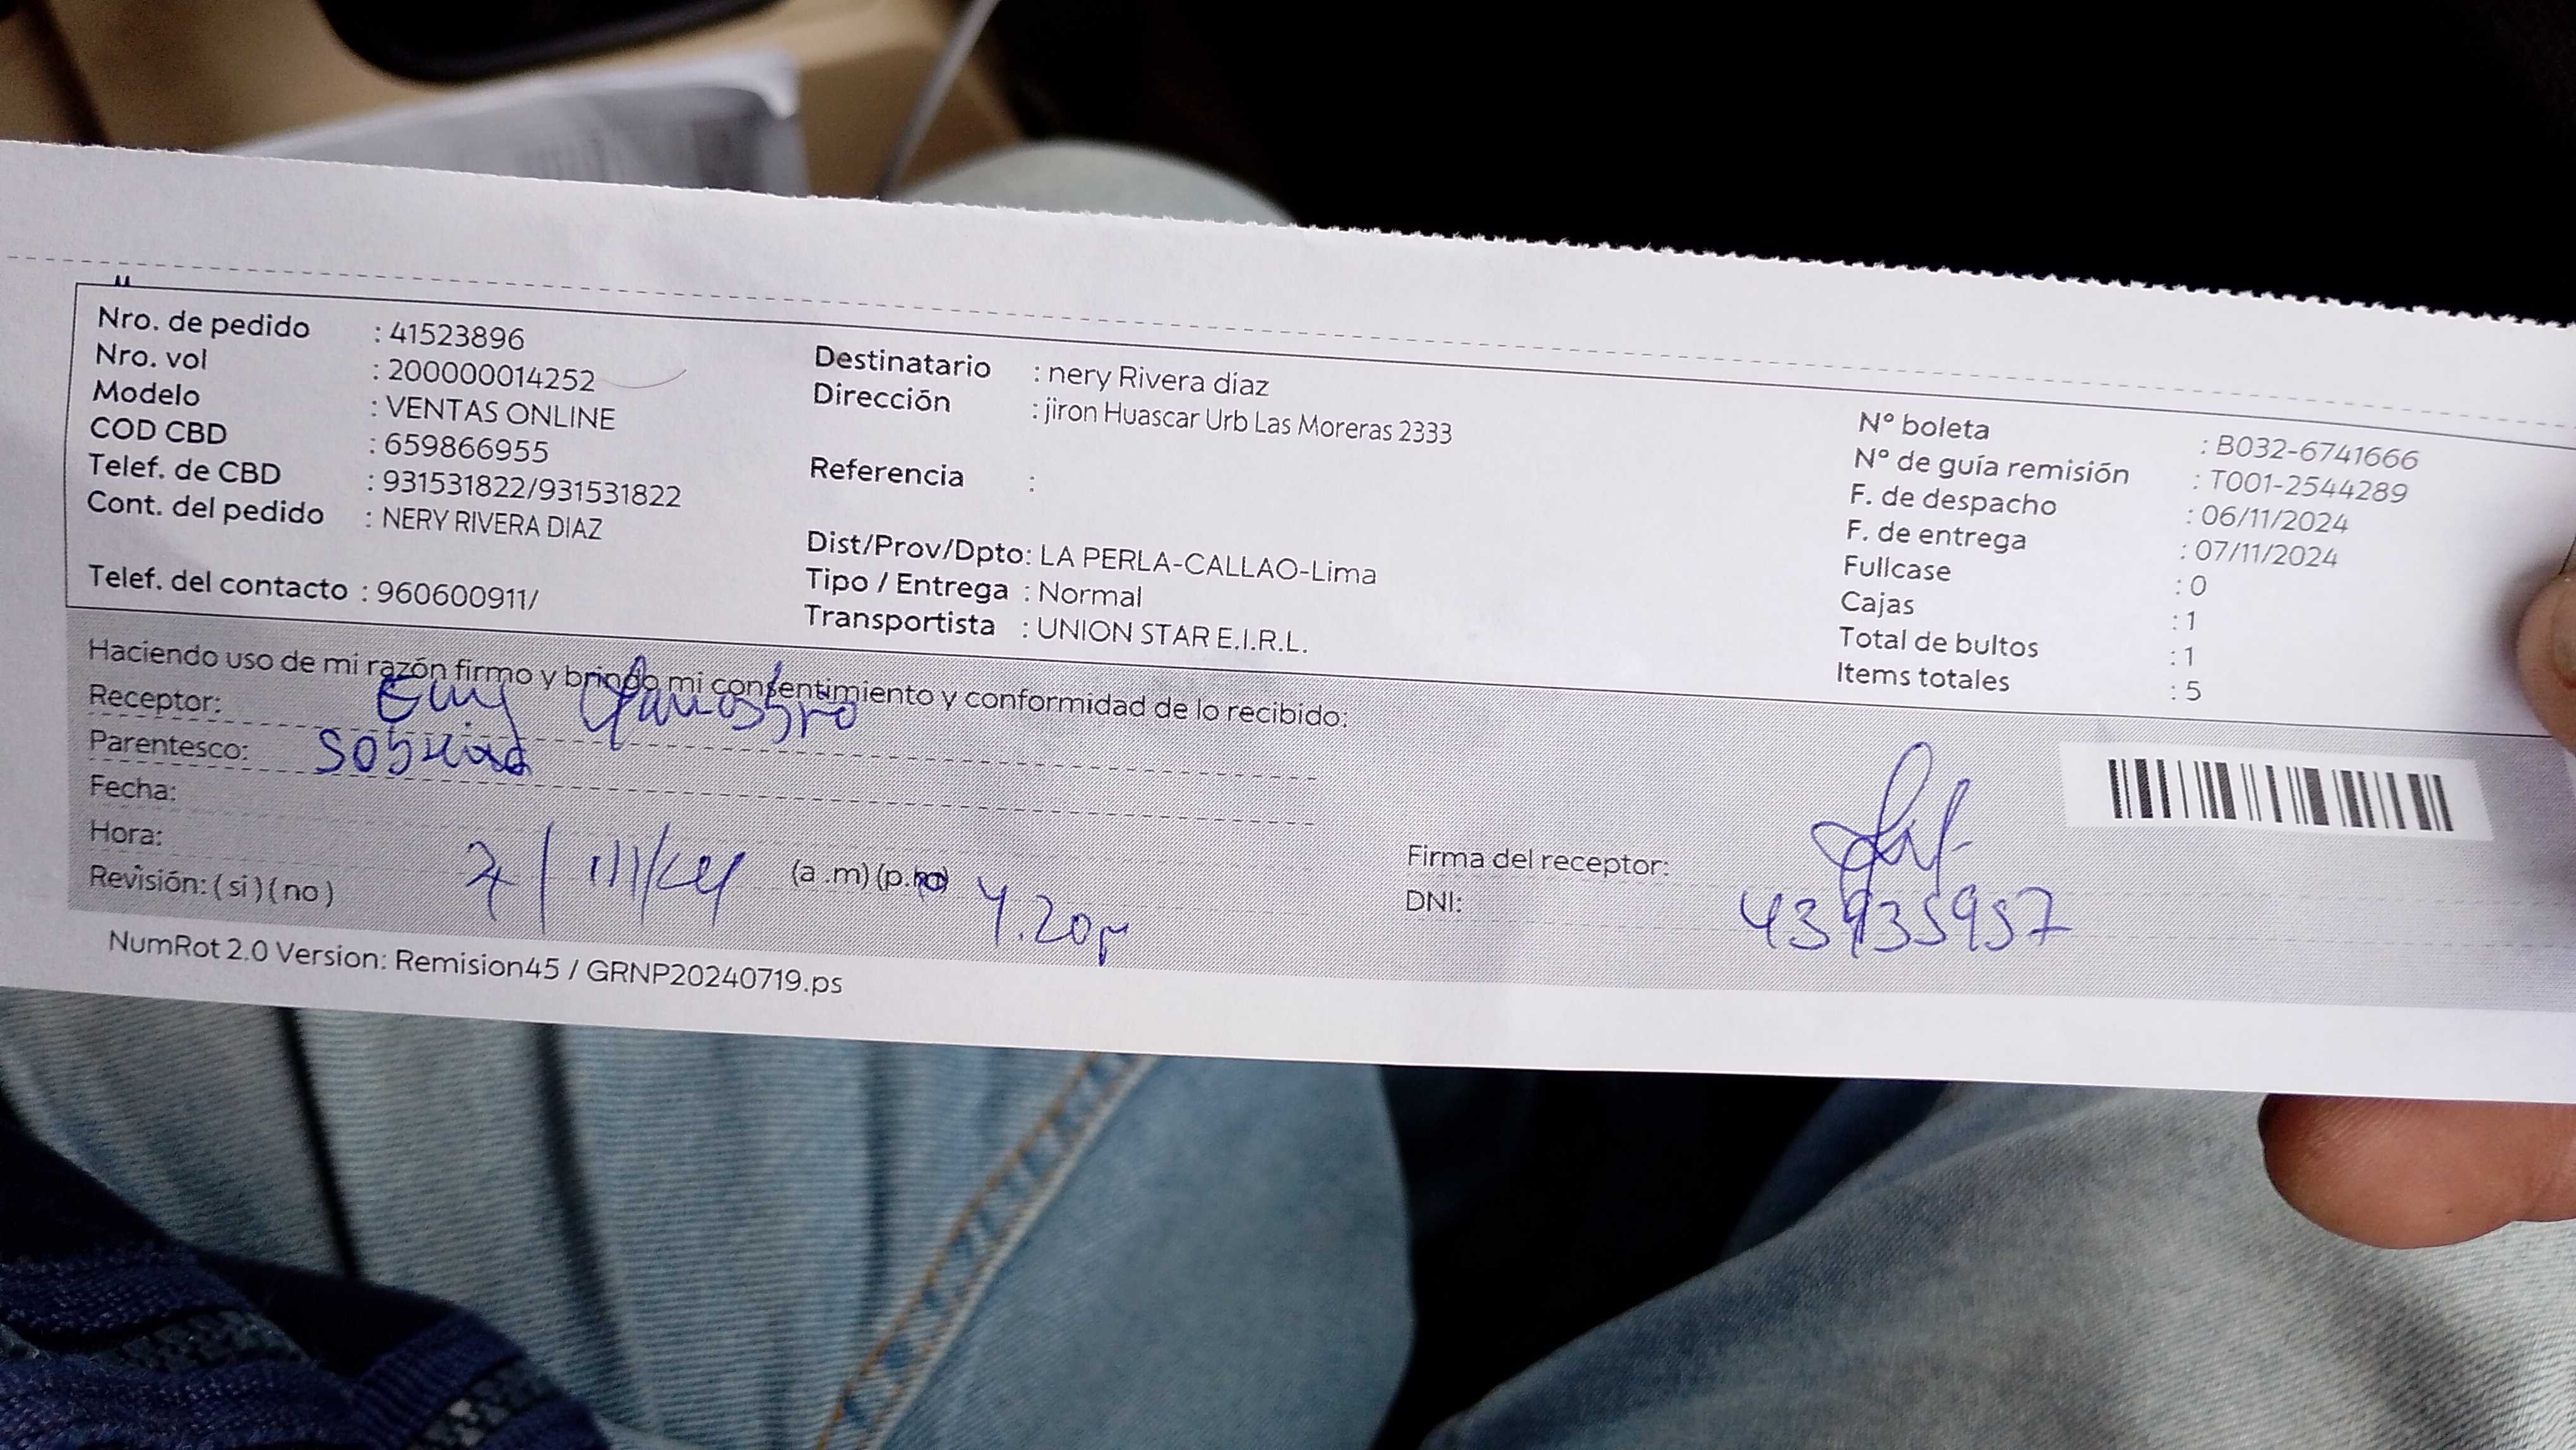 Nro. de pedido : 41523896
Nro. vol : 200000014252
Modelo : VENTAS ONLINE
COD CBD : 659866955
Telef. de CBD : 931531822/931531822
Cont. del pedido : NERY RIVERA DIAZ
Telef. del contacto : 960600911/
Destinatario : nery Rivera diaz
Dirección : jiron Huascar Urb Las Moreras 2333
Referencia :
Dist/Prov/Dpto: LA PERLA-CALLAO-Lima
Tipo / Entrega : Normal
Transportista : UNION STAR E.I.R.L.
N° boleta : B032-6741666
N° de guía remisión : T001-2544289
F. de despacho : 06/11/2024
F. de entrega : 07/11/2024
Fullcase : 0
Cajas : 1
Total de bultos : 1
Items totales : 5
Haciendo uso de mi razón firmo y bringo mi consentimiento y conformidad de lo recibido:
Receptor:
Parentesco: Sobrina
Fecha:
Hora: 7/11/24 (a .m) (p.m) 4.20p
Revisión: ( si ) ( no )
Firma del receptor:
DNI: 43935957
NumRot 2.0 Version: Remision45 / GRNP20240719.ps